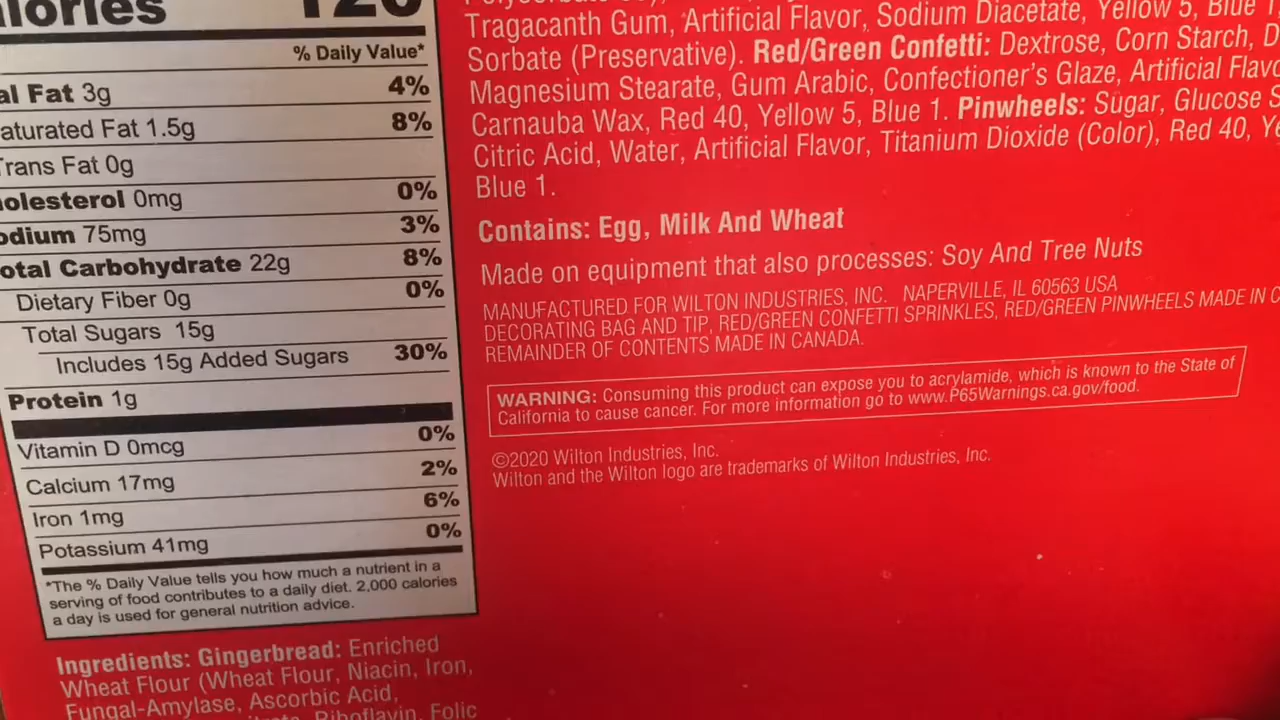 120
% Daily Value*
Fat 3g 4%
Fat 1.5g 8%
Fat 0g
0mg 0%
75mg 3%
Carbohydrate 22g 8%
Dietary Fiber 0g 0%
Total Sugars 15g
Includes 15g Added Sugars 30%
Protein 1g
Vitamin D 0mcg 0%
Calcium 17mg 2%
Iron 1mg 6%
Potassium 41mg 0%
*The % Daily Value tells you how much a nutrient in a
serving of food contributes to a daily diet. 2,000 calories
a day is used for general nutrition advice.
Ingredients: Gingerbread: Enriched
Wheat Flour (Wheat Flour, Niacin, Iron,
Fungal-Amylase, Ascorbic Acid,
Riboflavin, Folic
Tragacanth Gum, Artificial Flavor, Sodium Diacetate, Yellow 5, Blue 1
Sorbate (Preservative). Red/Green Confetti: Dextrose, Corn Starch,
Magnesium Stearate, Gum Arabic, Confectioner's Glaze, Artificial
Carnauba Wax, Red 40, Yellow 5, Blue 1. Pinwheels: Sugar, Glucose
Citric Acid, Water, Artificial Flavor, Titanium Dioxide (Color), Red 40,
Blue 1.
Contains: Egg, Milk And Wheat
Made on equipment that also processes: Soy And Tree Nuts
MANUFACTURED FOR WILTON INDUSTRIES, INC. NAPERVILLE, IL 60563 USA
DECORATING BAG AND TIP, RED/GREEN CONFETTI SPRINKLES, RED/GREEN PINWHEELS MADE IN
REMAINDER OF CONTENTS MADE IN CANADA.
WARNING: Consuming this product can expose you to acrylamide, which is known to the State of
California to cause cancer. For more information go to www.P65Warnings.ca.gov/food.
©2020 Wilton Industries, Inc.
Wilton and the Wilton logo are trademarks of Wilton Industries, Inc.